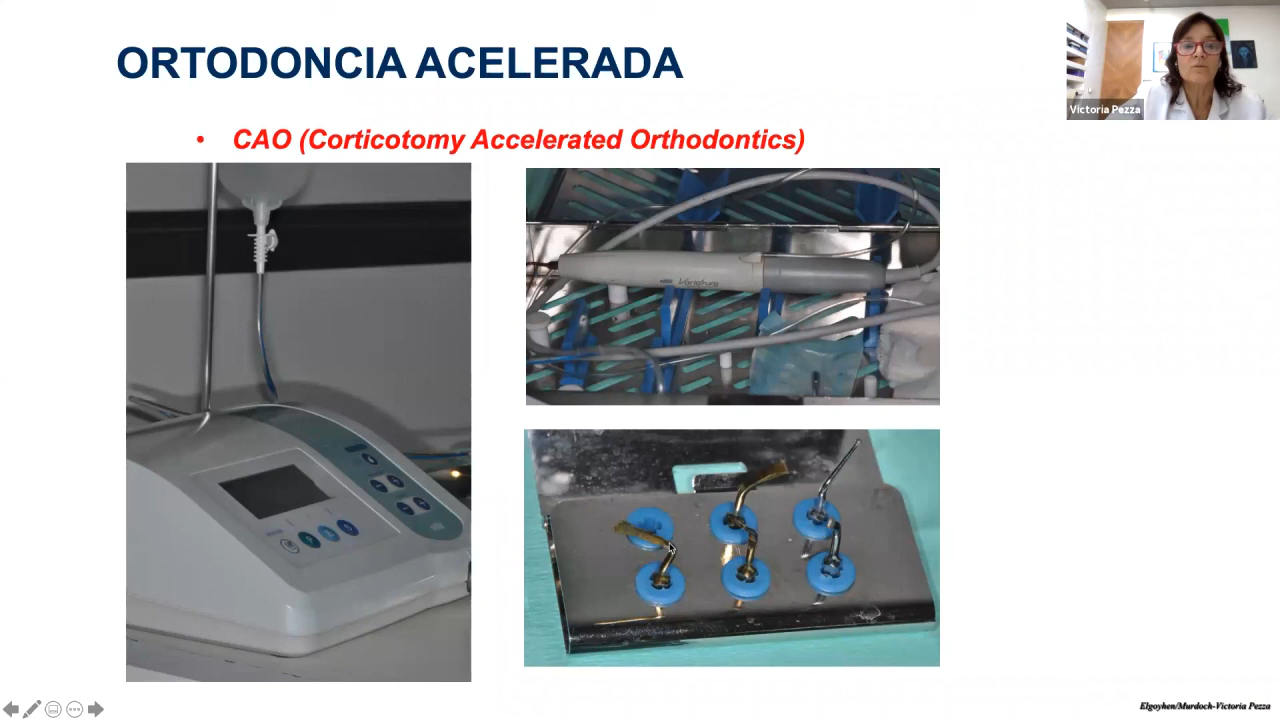 ORTODONCIA ACELERADA
• CAO (Corticotomy Accelerated Orthodontics)
Victoria Pezza
Elgoyhen/Murdoch-Victoria Pezza